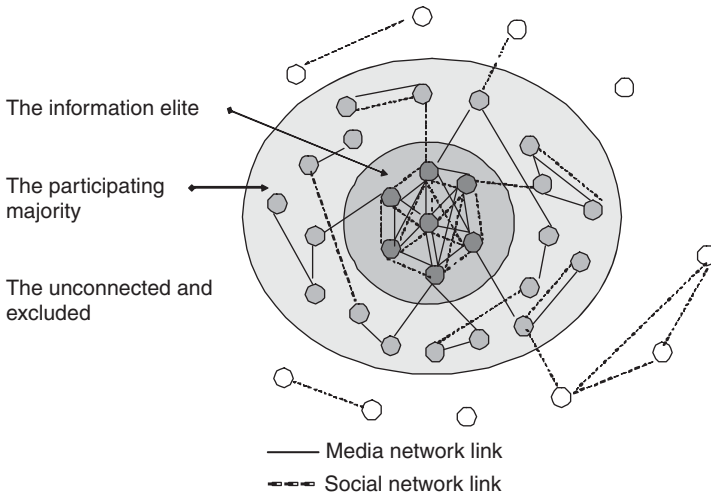 The information elite
The participating
majority
The unconnected and
excluded
Media network link
Social network link